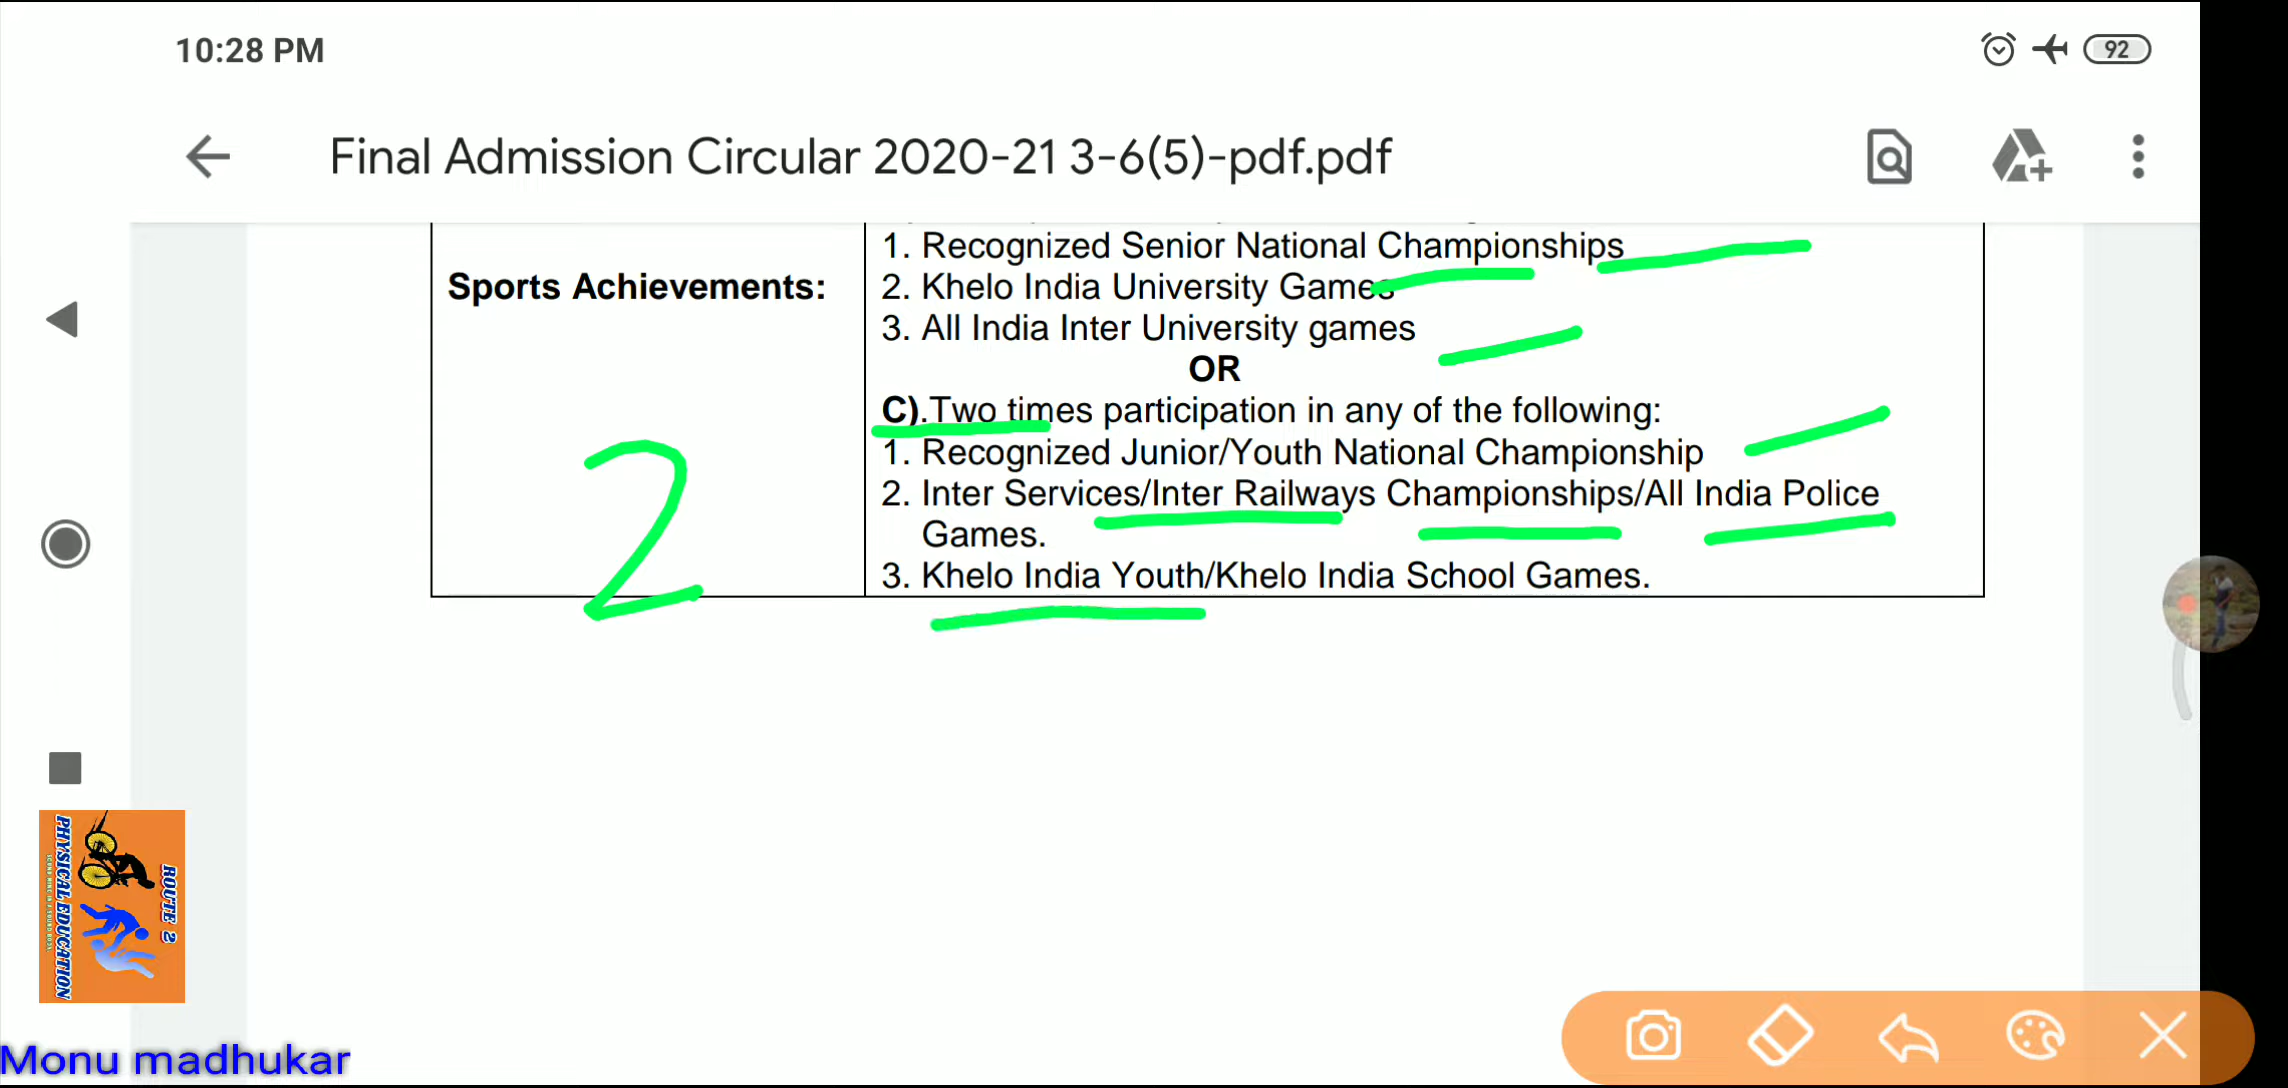 10:28 PM
92
Final Admission Circular 2020-21 3-6(5)-pdf.pdf
Sports Achievements:
1. Recognized Senior National Championships
2. Khelo India University Games
3. All India Inter University games
OR
C).Two times participation in any of the following:
1. Recognized Junior/Youth National Championship
2. Inter Services/Inter Railways Championships/All India Police
Games.
3. Khelo India Youth/Khelo India School Games.
2
ROUTE 2
PHYSICAL EDUCATION
Monu madhukar